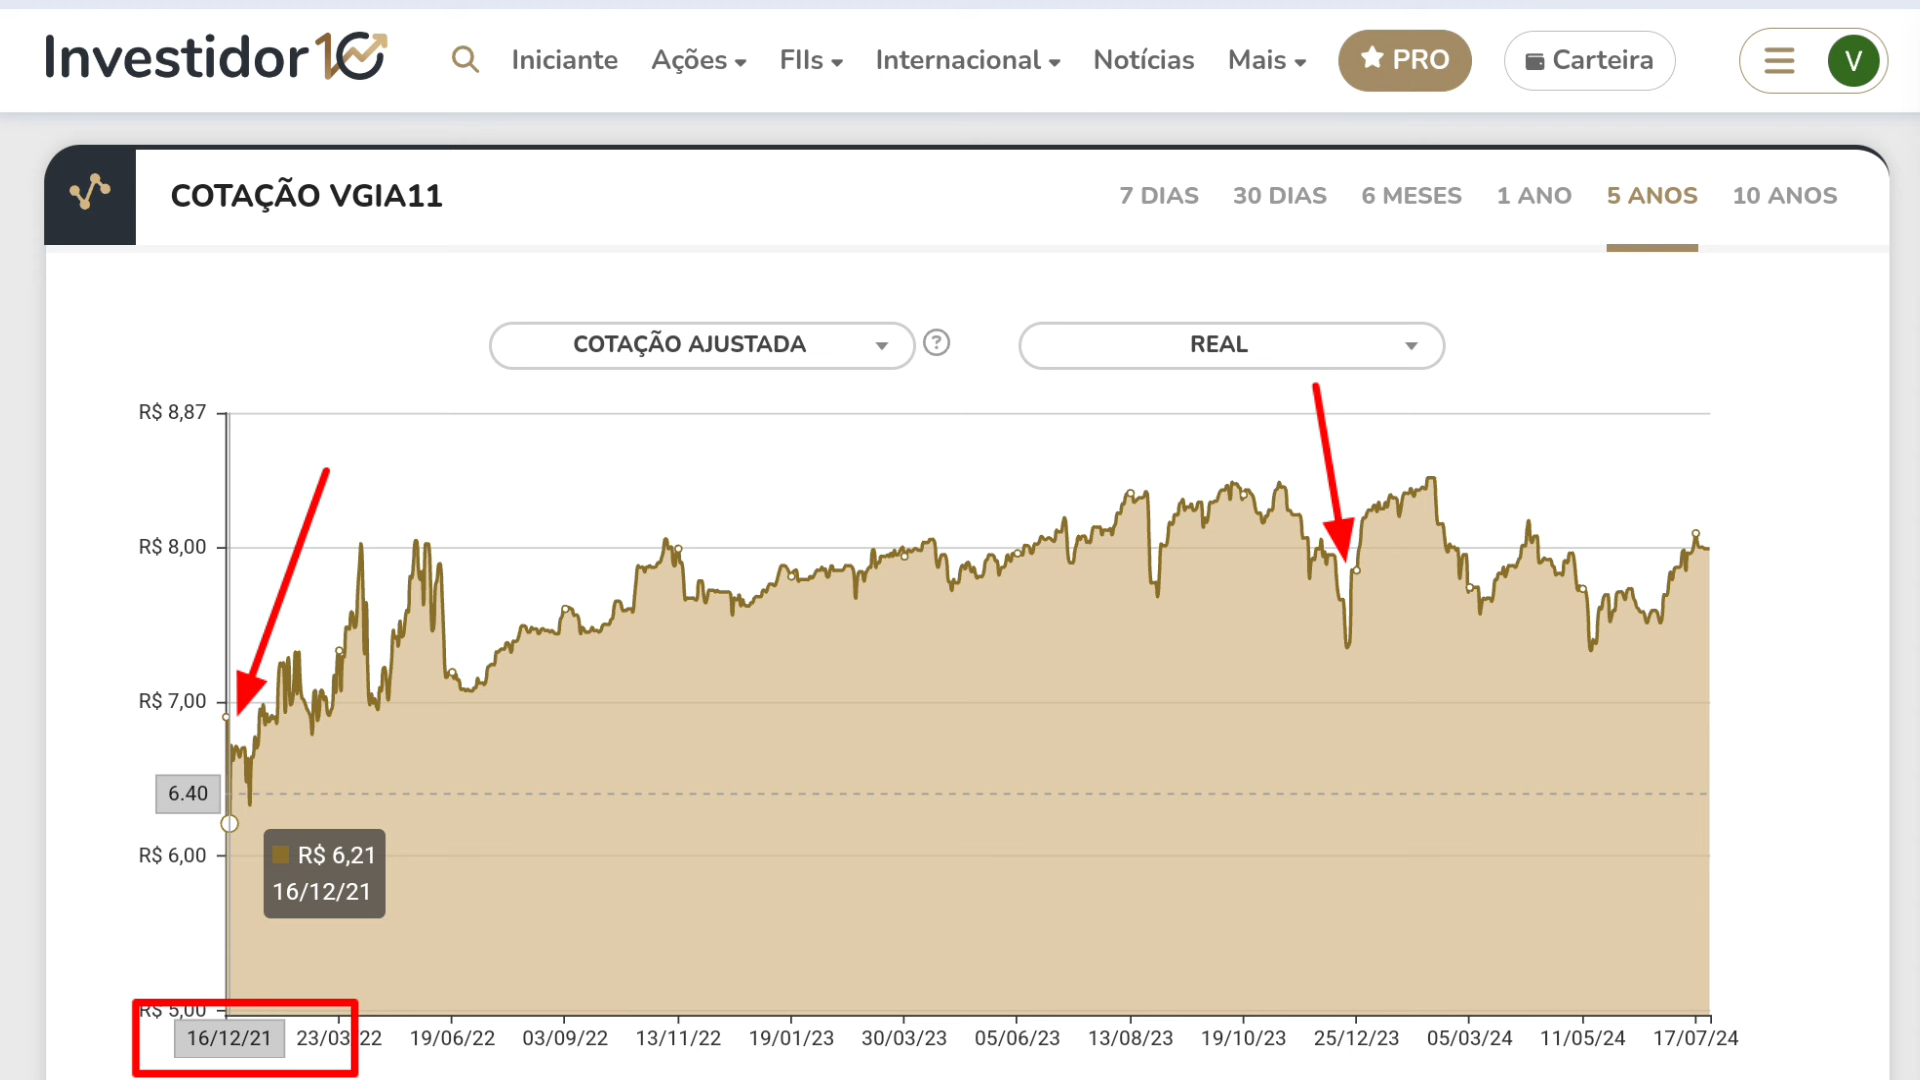 Investidor10 Iniciante Ações FIIs Internacional Notícias Mais PRO Carteira V
COTAÇÃO VGIA11 7 DIAS 30 DIAS 6 MESES 1 ANO 5 ANOS 10 ANOS
COTAÇÃO AJUSTADA ? REAL
R$ 8,87
R$ 8,00
R$ 7,00
6.40
R$ 6,00
R$ 6,21
16/12/21
R$ 5,00
16/12/21 23/03/22 19/06/22 03/09/22 13/11/22 19/01/23 30/03/23 05/06/23 13/08/23 19/10/23 25/12/23 05/03/24 11/05/24 17/07/24